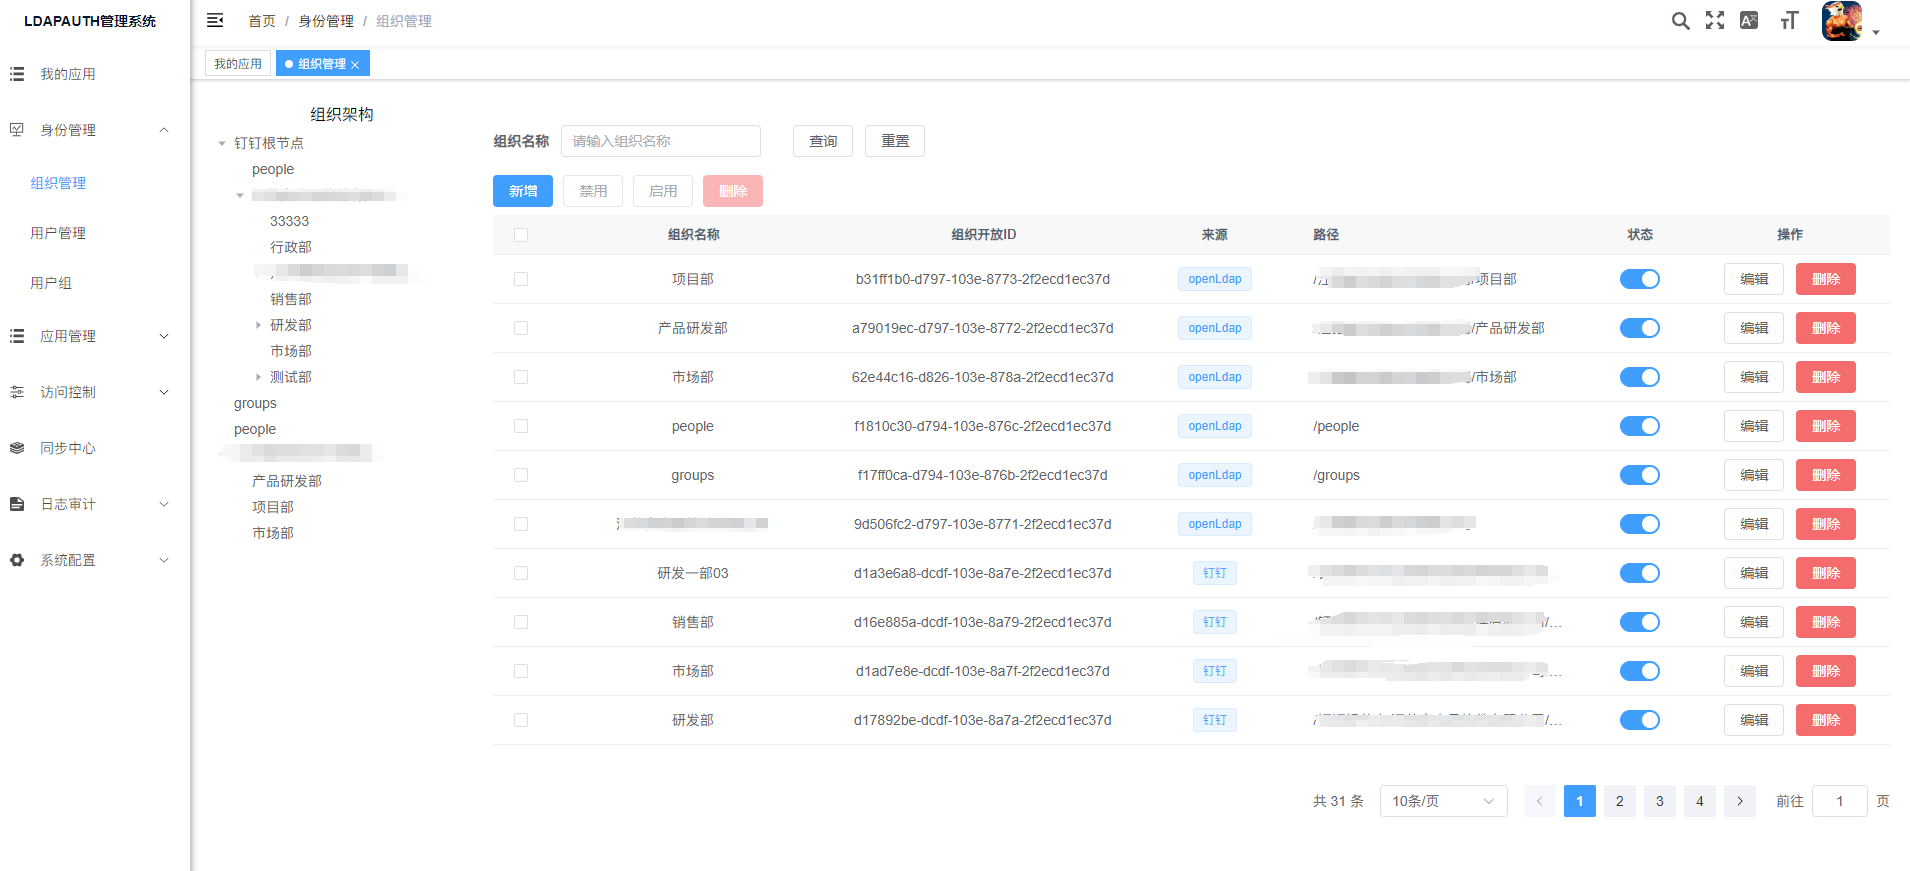 LDAPAUTH管理系统
首页 / 身份管理 / 组织管理
我的应用
组织管理
我的应用
身份管理
组织管理
用户管理
用户组
应用管理
访问控制
同步中心
日志审计
系统配置
组织架构
钉钉根节点
people
33333
行政部
销售部
研发部
市场部
测试部
groups
people
产品研发部
项目部
市场部
组织名称 请输入组织名称 查询 重置
新增 禁用 启用 删除
组织名称 组织开放ID 来源 路径 状态 操作
项目部 b31ff1b0-d797-103e-8773-2f2ecd1ec37d openLdap /项目部 编辑 删除
产品研发部 a79019ec-d797-103e-8772-2f2ecd1ec37d openLdap /产品研发部 编辑 删除
市场部 62e44c16-d826-103e-878a-2f2ecd1ec37d openLdap /市场部 编辑 删除
people f1810c30-d794-103e-876c-2f2ecd1ec37d openLdap /people 编辑 删除
groups f17ff0ca-d794-103e-876b-2f2ecd1ec37d openLdap /groups 编辑 删除
9d506fc2-d797-103e-8771-2f2ecd1ec37d openLdap 编辑 删除
研发一部03 d1a3e6a8-dcdf-103e-8a7e-2f2ecd1ec37d 钉钉 编辑 删除
销售部 d16e885a-dcdf-103e-8a79-2f2ecd1ec37d 钉钉 /... 编辑 删除
市场部 d1ad7e8e-dcdf-103e-8a7f-2f2ecd1ec37d 钉钉 /... 编辑 删除
研发部 d17892be-dcdf-103e-8a7a-2f2ecd1ec37d 钉钉 /... 编辑 删除
共 31 条 10条/页 1 2 3 4 前往 1 页